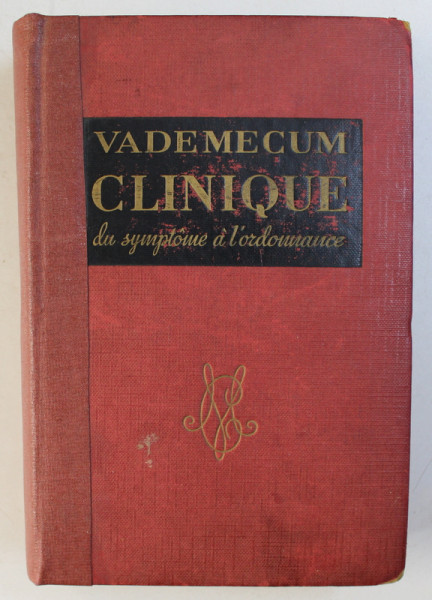 VADEMECUM
CLINIQUE
du symptôme à l'ordonnance